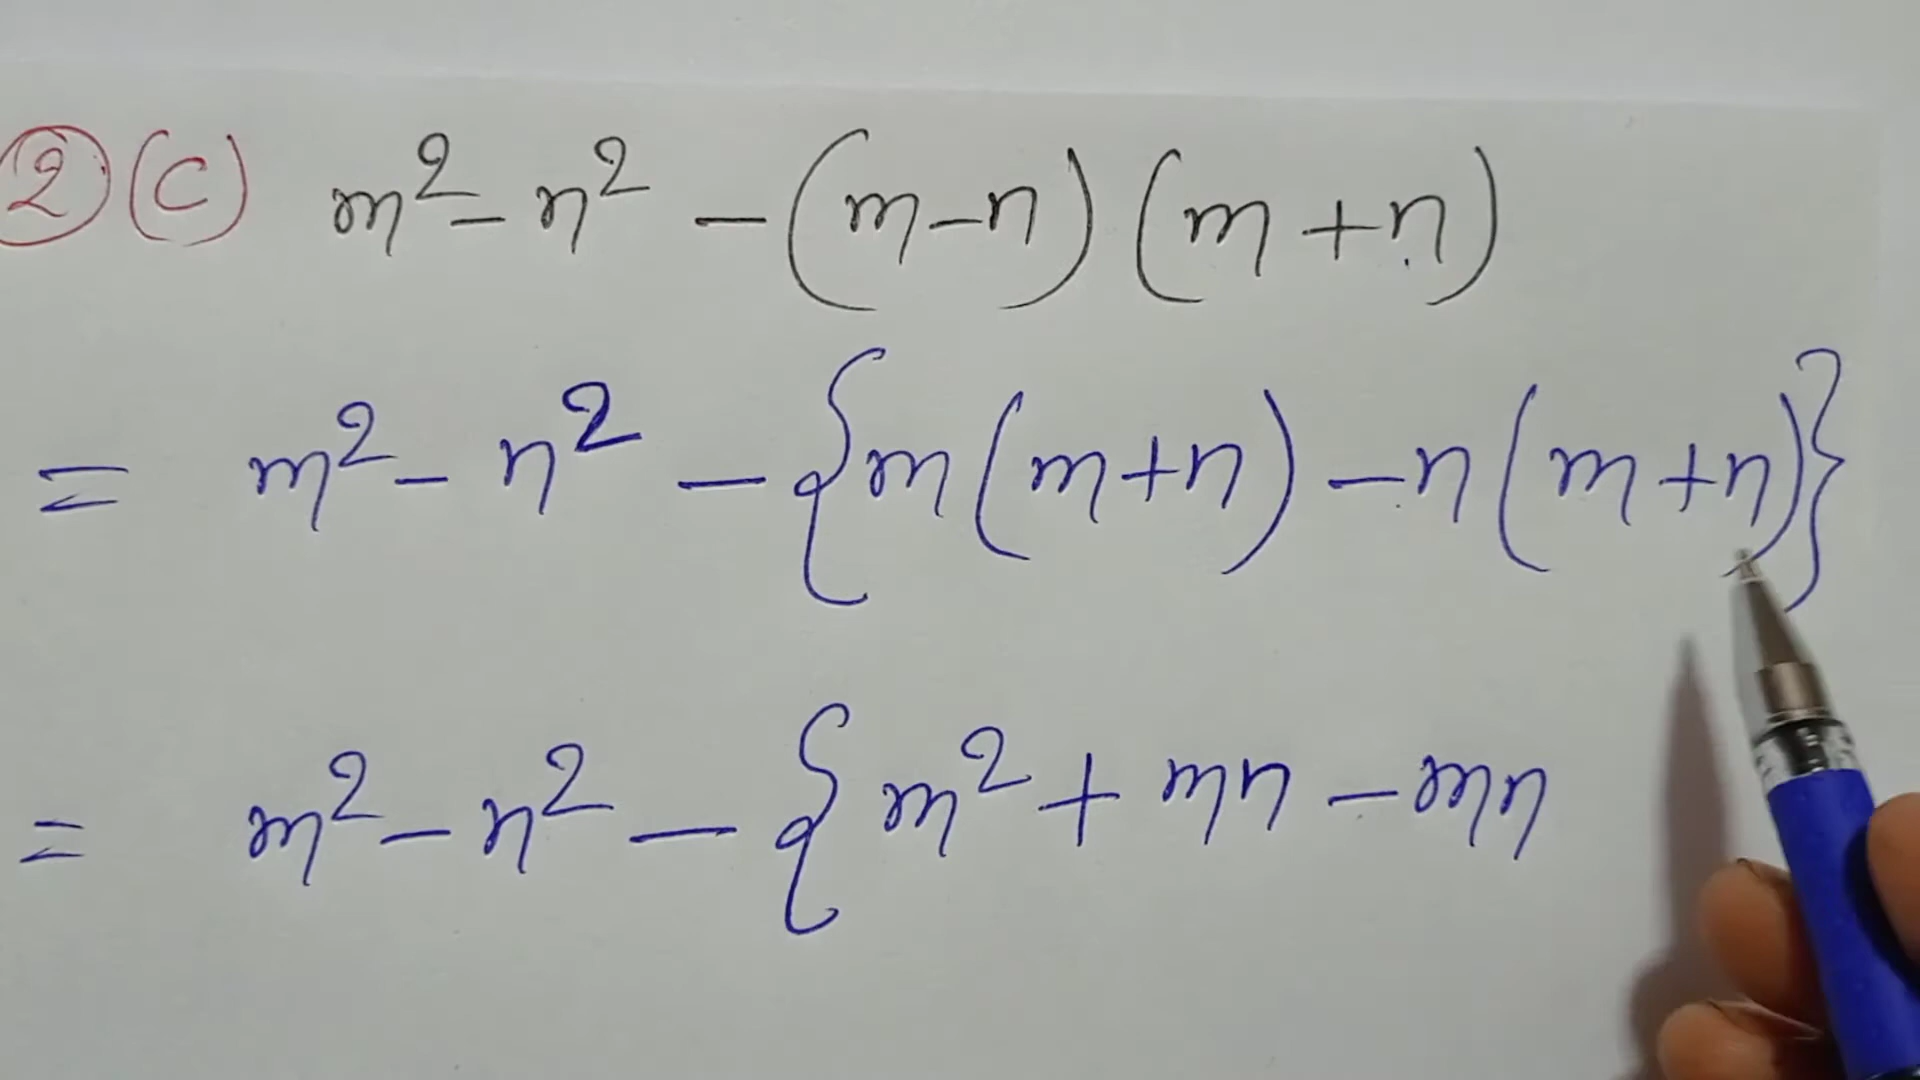 ② (C) m² - n² - (m-n) (m+n)
= m² - n² - {m(m+n) - n(m+n)}
= m² - n² - { m² + mn - mn